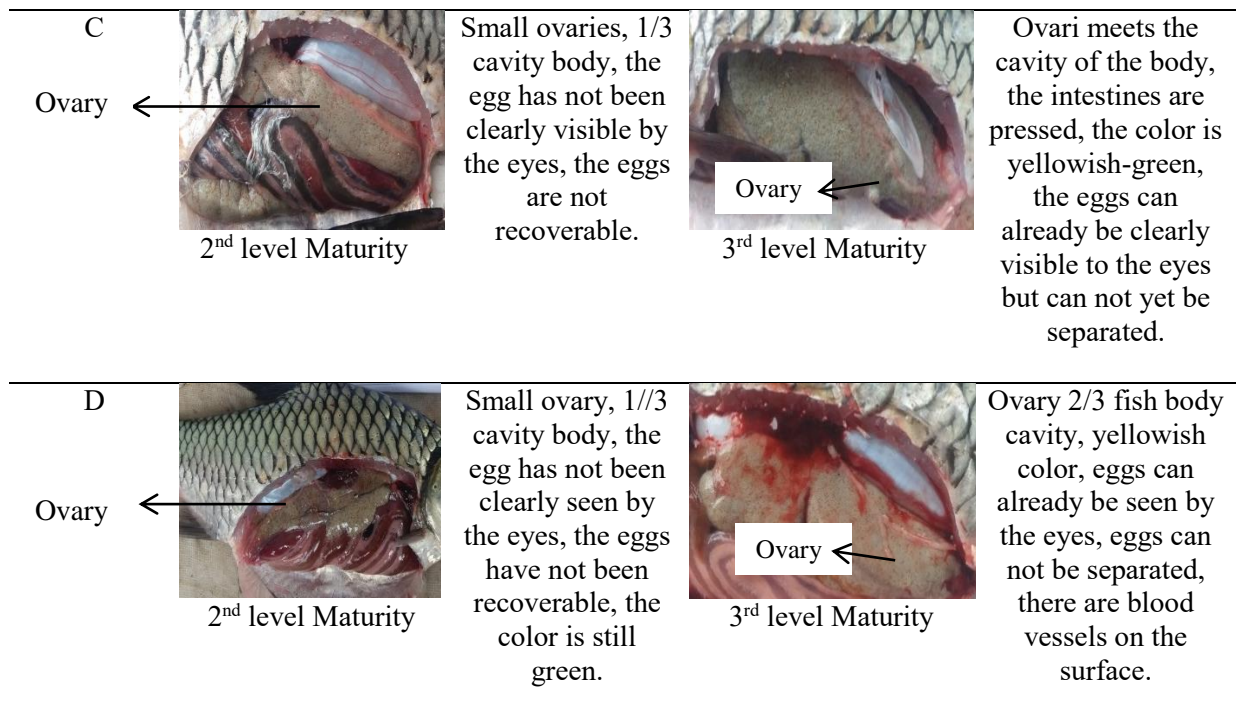 C
Ovary
2nd level Maturity
Small ovaries, 1/3
cavity body, the
egg has not been
clearly visible by
the eyes, the eggs
are not
recoverable.
Ovary
3rd level Maturity
Ovari meets the
cavity of the body,
the intestines are
pressed, the color is
yellowish-green,
the eggs can
already be clearly
visible to the eyes
but can not yet be
separated.
D
Ovary
2nd level Maturity
Small ovary, 1//3
cavity body, the
egg has not been
clearly seen by
the eyes, the eggs
have not been
recoverable, the
color is still
green.
Ovary
3rd level Maturity
Ovary 2/3 fish body
cavity, yellowish
color, eggs can
already be seen by
the eyes, eggs can
not be separated,
there are blood
vessels on the
surface.